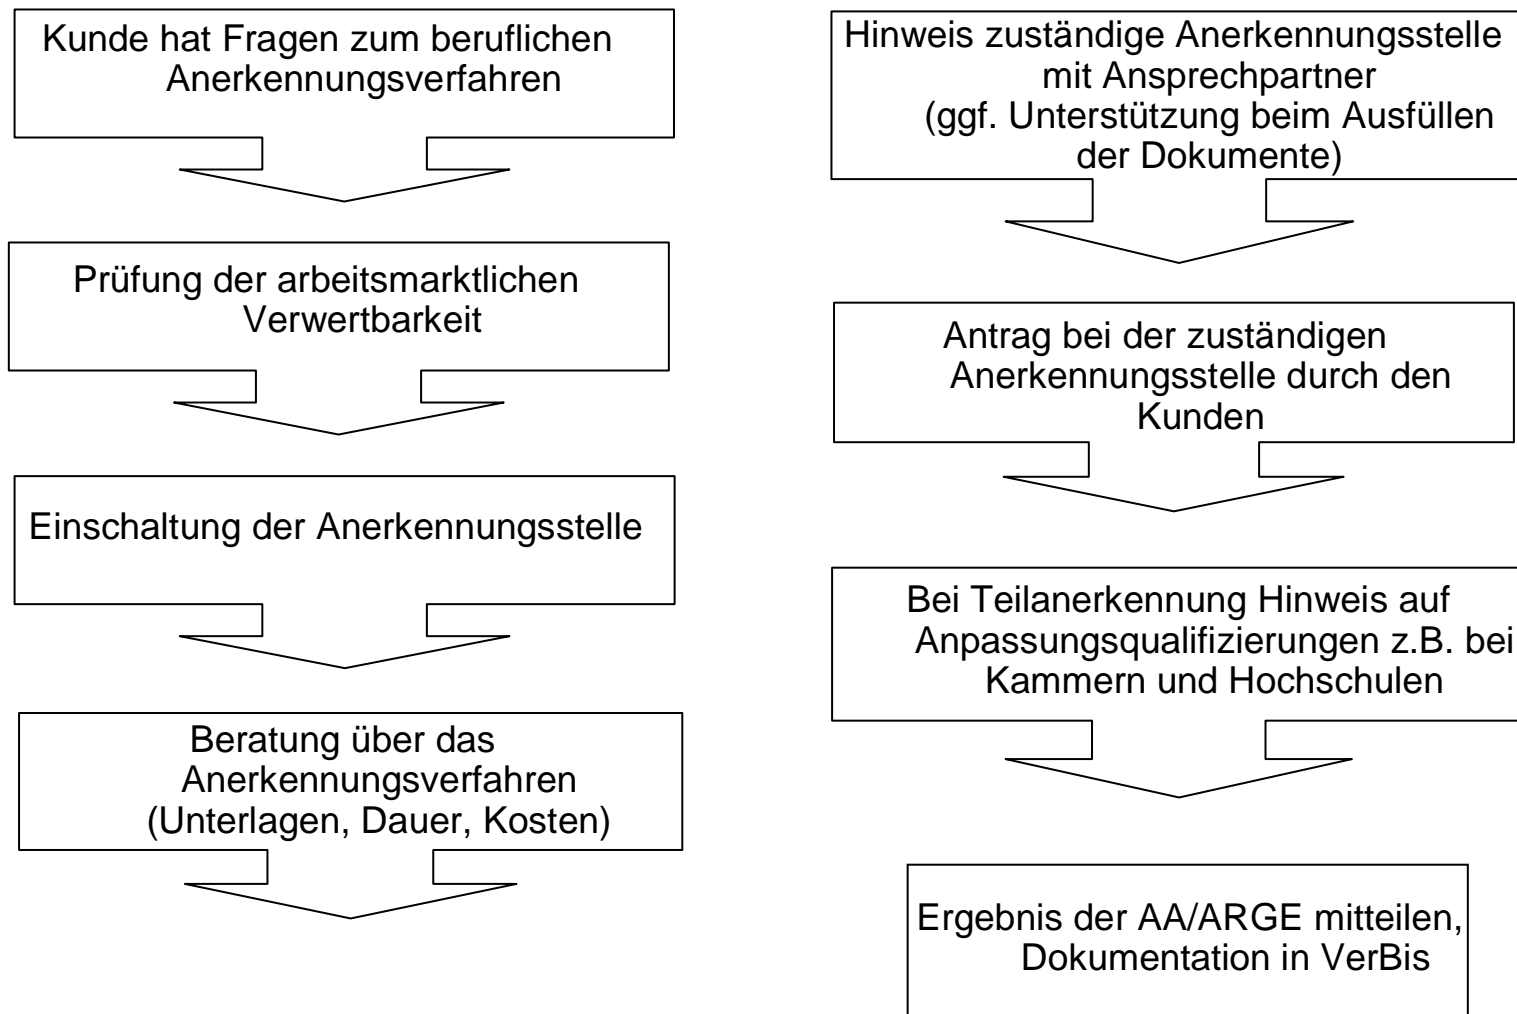 Kunde hat Fragen zum beruflichen
Anerkennungsverfahren
Prüfung der arbeitsmarktlichen
Verwertbarkeit
Einschaltung der Anerkennungsstelle
Beratung über das
Anerkennungsverfahren
(Unterlagen, Dauer, Kosten)
Hinweis zuständige Anerkennungsstelle
mit Ansprechpartner
(ggf. Unterstützung beim Ausfüllen
der Dokumente)
Antrag bei der zuständigen
Anerkennungsstelle durch den
Kunden
Bei Teilanerkennung Hinweis auf
Anpassungsqualifizierungen z.B. bei
Kammern und Hochschulen
Ergebnis der AA/ARGE mitteilen,
Dokumentation in VerBis